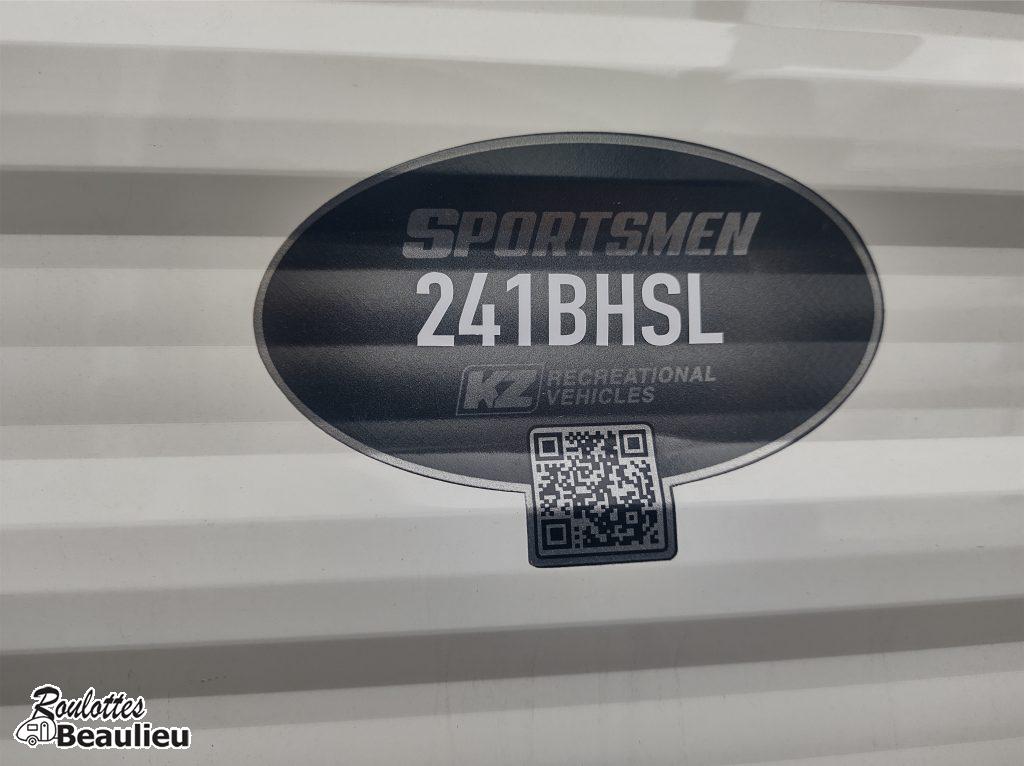 SPORTSMEN
241BHSL
KZ RECREATIONAL
VEHICLES
Roulottes
Beaulieu